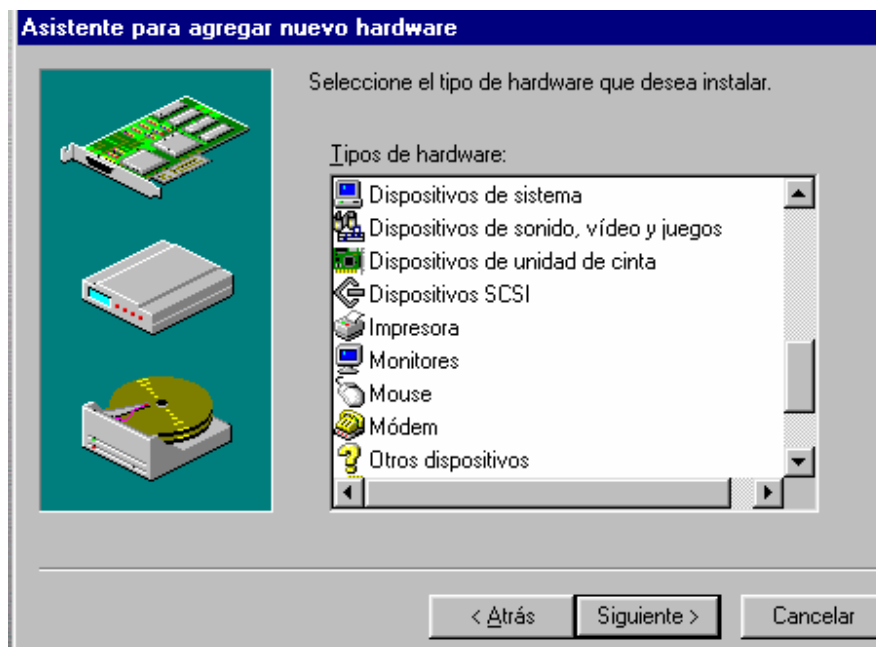 Asistente para agregar nuevo hardware
Seleccione el tipo de hardware que desea instalar.
Tipos de hardware:
Dispositivos de sistema
Dispositivos de sonido, vídeo y juegos
Dispositivos de unidad de cinta
Dispositivos SCSI
Impresora
Monitores
Mouse
Módem
Otros dispositivos
< Atrás Siguiente > Cancelar